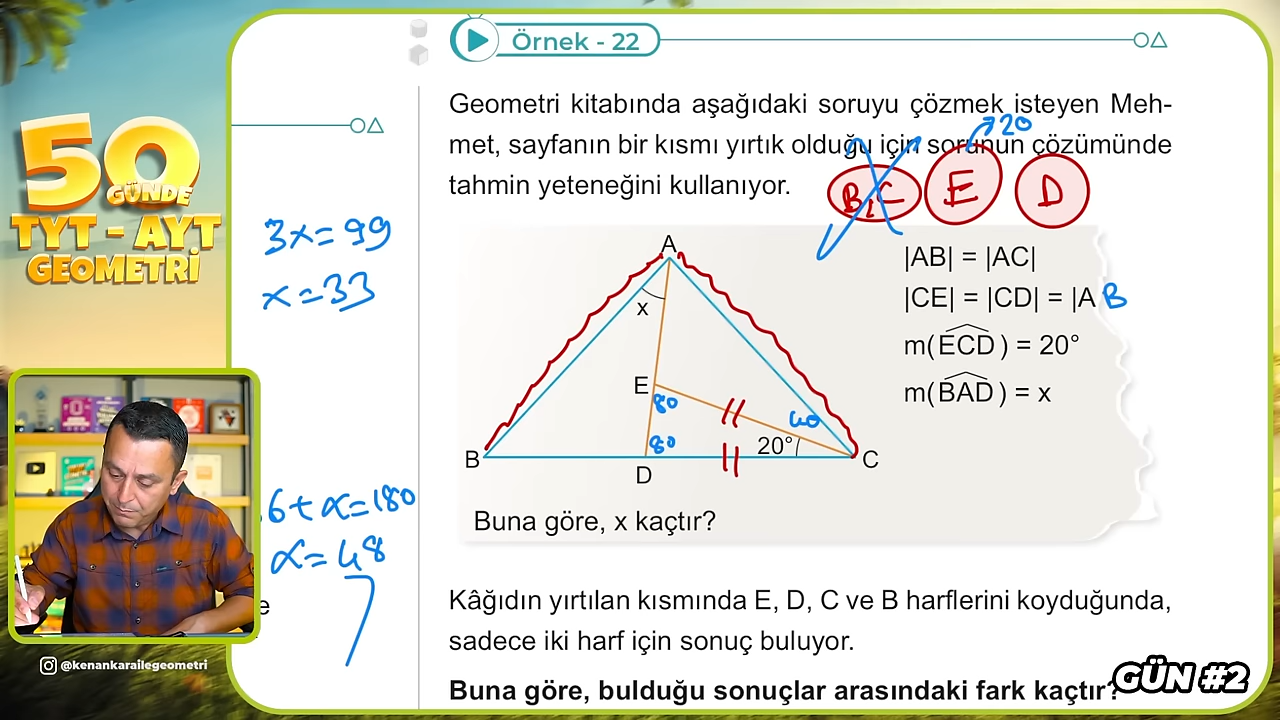 50
GÜNDE
TYT - AYT
GEOMETRİ
3x=99
x=33
6+α=180
α=48
e
@kenankarailegeometri
Örnek - 22
Geometri kitabında aşağıdaki soruyu çözmek isteyen Meh-
met, sayfanın bir kısmı yırtık olduğu için sorunun çözümünde
tahmin yeteneğini kullanıyor.
20
B, C
E
D
A
x
E
80
80
40
20°
B
D
C
|AB| = |AC|
|CE| = |CD| = |A B
m(ECD) = 20°
m(BAD) = x
Buna göre, x kaçtır?
Kâğıdın yırtılan kısmında E, D, C ve B harflerini koyduğunda,
sadece iki harf için sonuç buluyor.
Buna göre, bulduğu sonuçlar arasındaki fark kaçtır?
GÜN #2